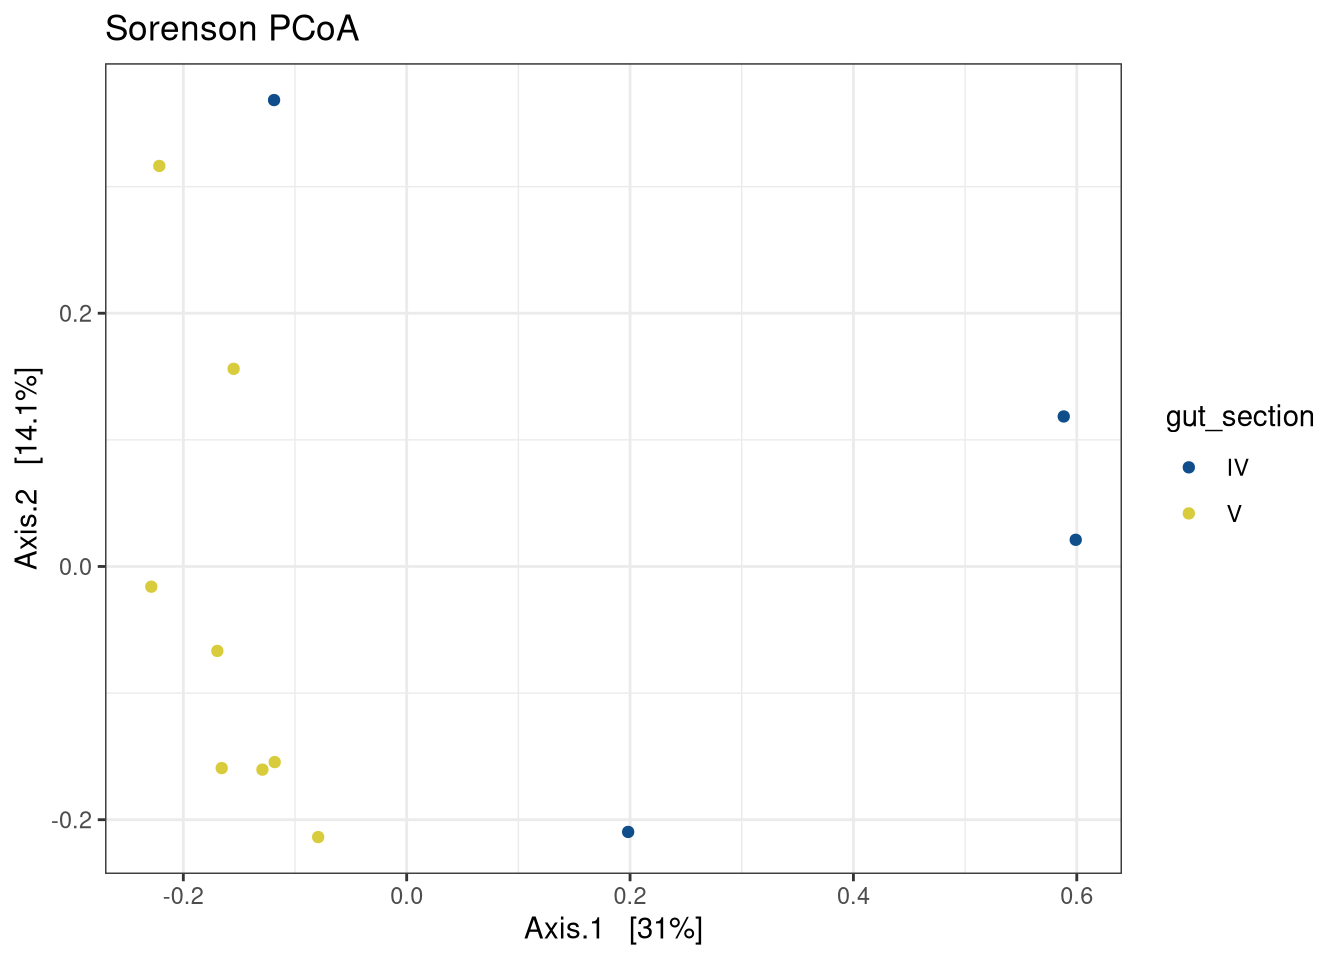 Sorenson PCoA
Axis.2   [14.1%]
0.2
0.0
-0.2
-0.2
0.0
0.2
0.4
0.6
Axis.1   [31%]
gut_section
IV
V